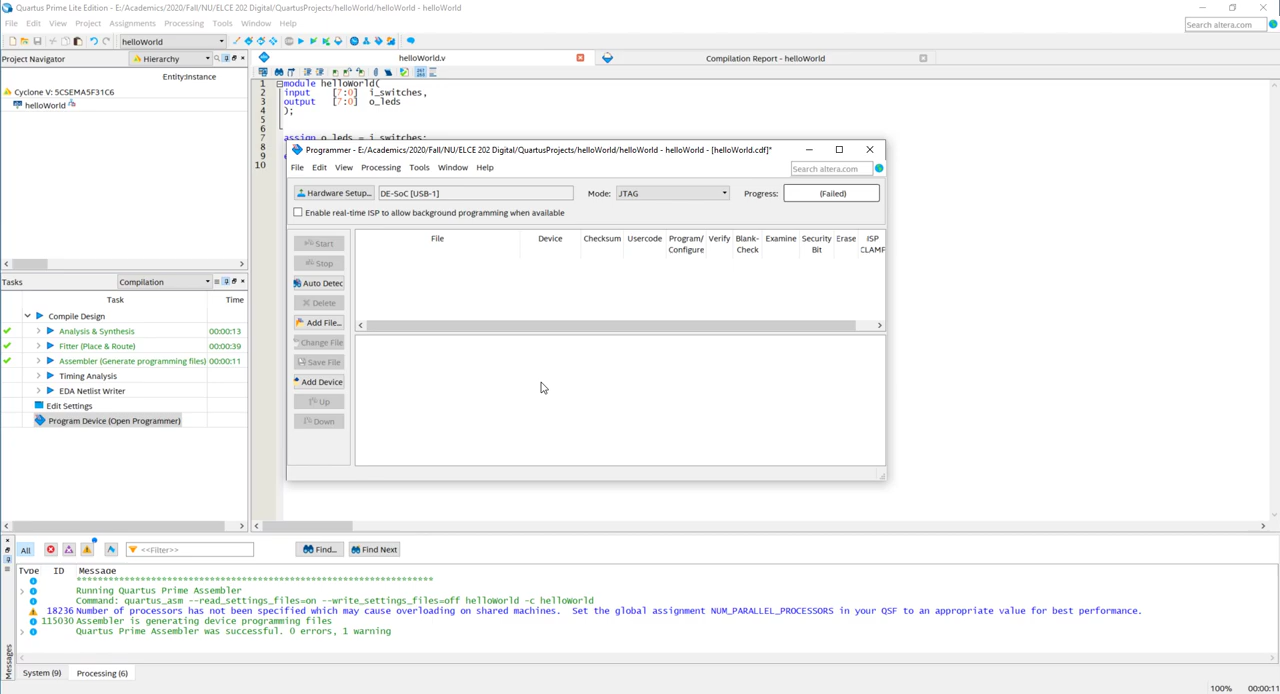 Quartus Prime Lite Edition - E:/Academics/2020/Fall/NU/ELCE 202 Digital/QuartusProjects/helloWorld/helloWorld - helloWorld
File Edit View Project Assignments Processing Tools Window Help
Search altera.com
helloWorld
Project Navigator Hierarchy
helloWorld.v
Compilation Report - helloWorld
Entity:Instance
Cyclone V: 5CSEMA5F31C6
helloWorld
1 module helloWorld(
2 input [7:0] i_switches,
3 output [7:0] o_leds
4 );
5
6
7 assign o_leds = i_switches;
8
9
10
Programmer - E:/Academics/2020/Fall/NU/ELCE 202 Digital/QuartusProjects/helloWorld/helloWorld - helloWorld - [helloWorld.cdf]*
File Edit View Processing Tools Window Help
Search altera.com
Hardware Setup... DE-SoC [USB-1] Mode: JTAG Progress: (Failed)
Enable real-time ISP to allow background programming when available
Start
Stop
Auto Detec
Delete
Add File...
Change File
Save File
Add Device
Up
Down
File Device Checksum Usercode Program/ Configure Verify Blank- Check Examine Security Bit Erase ISP CLAMP
Tasks Compilation
Task Time
Compile Design
Analysis & Synthesis 00:00:13
Fitter (Place & Route) 00:00:39
Assembler (Generate programming files) 00:00:11
Timing Analysis
EDA Netlist Writer
Edit Settings
Program Device (Open Programmer)
All <<Filter>> Find... Find Next
Type ID Message
*******************************************************************
Running Quartus Prime Assembler
Command: quartus_asm --read_settings_files=on --write_settings_files=off helloWorld -c helloWorld
18236 Number of processors has not been specified which may cause overloading on shared machines. Set the global assignment NUM_PARALLEL_PROCESSORS in your QSF to an appropriate value for best performance.
115030 Assembler is generating device programming files
Quartus Prime Assembler was successful. 0 errors, 1 warning
Messages
System (9) Processing (6)
100% 00:00:11